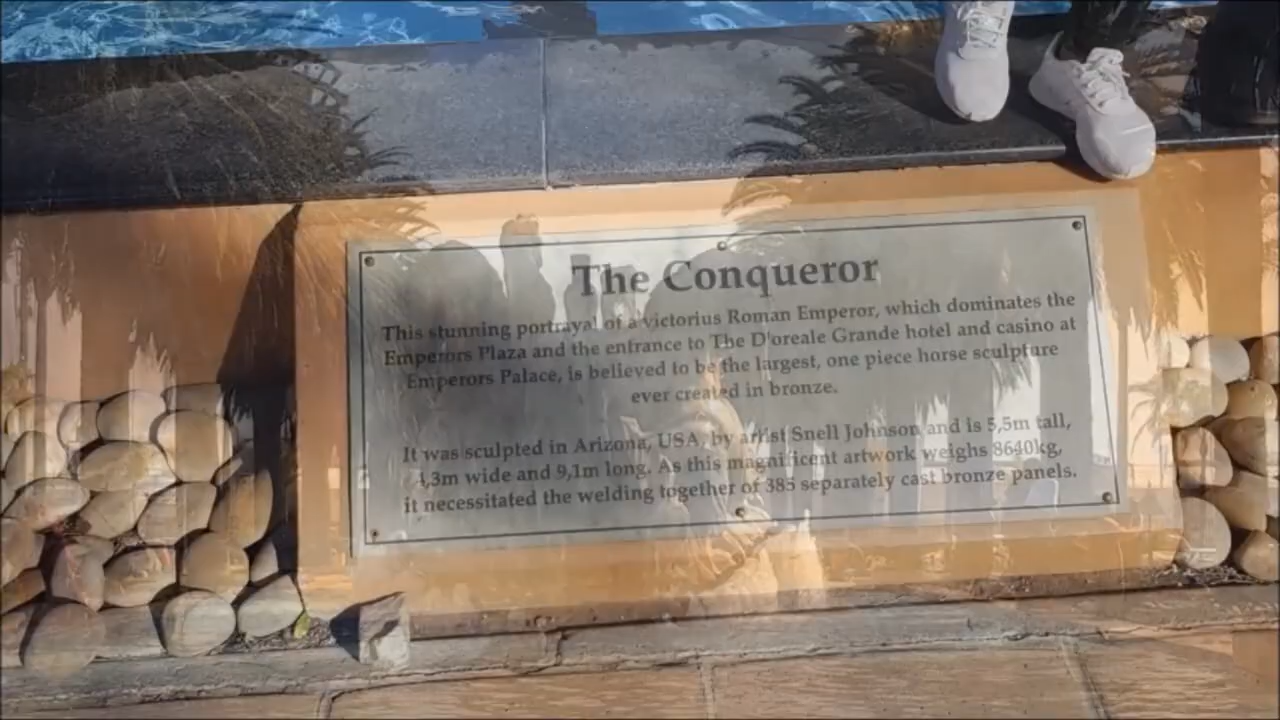 The Conqueror
This stunning portrayal of a victorius Roman Emperor, which dominates the
Emperors Plaza and the entrance to The D'oreale Grande hotel and casino at
Emperors Palace, is believed to be the largest, one piece horse sculpture
ever created in bronze.
It was sculpted in Arizona, USA, by artist Snell Johnson and is 5,5m tall,
4,3m wide and 9,1m long. As this magnificent artwork weighs 8640kg,
it necessitated the welding together of 385 separately cast bronze panels.